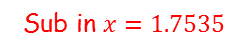 Sub in 𝑥 = 1.7535